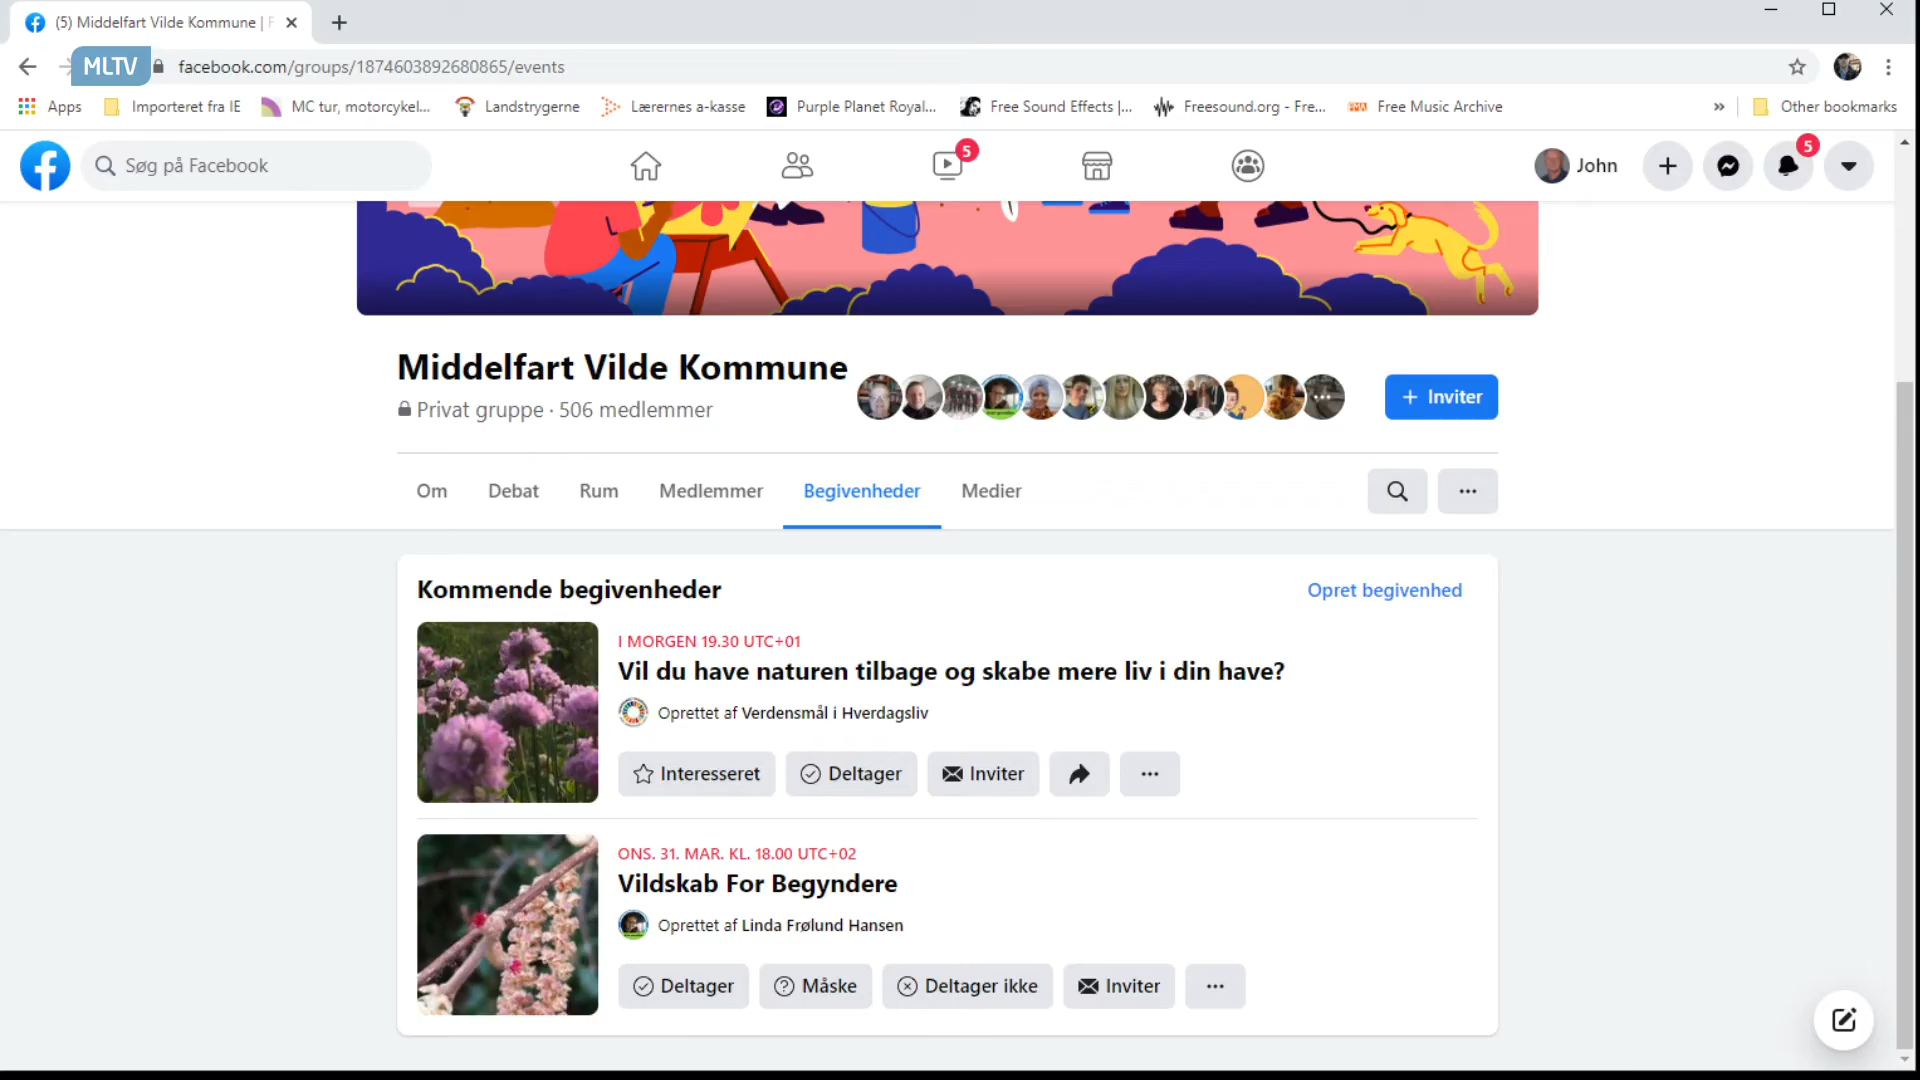 (5) Middelfart Vilde Kommune | F
MLTV
facebook.com/groups/1874603892680865/events
Apps
Importeret fra IE
MC tur, motorcykel...
Landstrygerne
Lærernes a-kasse
Purple Planet Royal...
Free Sound Effects |...
Freesound.org - Fre...
Free Music Archive
»
Other bookmarks
Søg på Facebook
5
John
5
Middelfart Vilde Kommune
Privat gruppe · 506 medlemmer
+ Inviter
Om
Debat
Rum
Medlemmer
Begivenheder
Medier
Kommende begivenheder
Opret begivenhed
I MORGEN 19.30 UTC+01
Vil du have naturen tilbage og skabe mere liv i din have?
Oprettet af Verdensmål i Hverdagsliv
Interesseret
Deltager
Inviter
ONS. 31. MAR. KL. 18.00 UTC+02
Vildskab For Begyndere
Oprettet af Linda Frølund Hansen
Deltager
Måske
Deltager ikke
Inviter